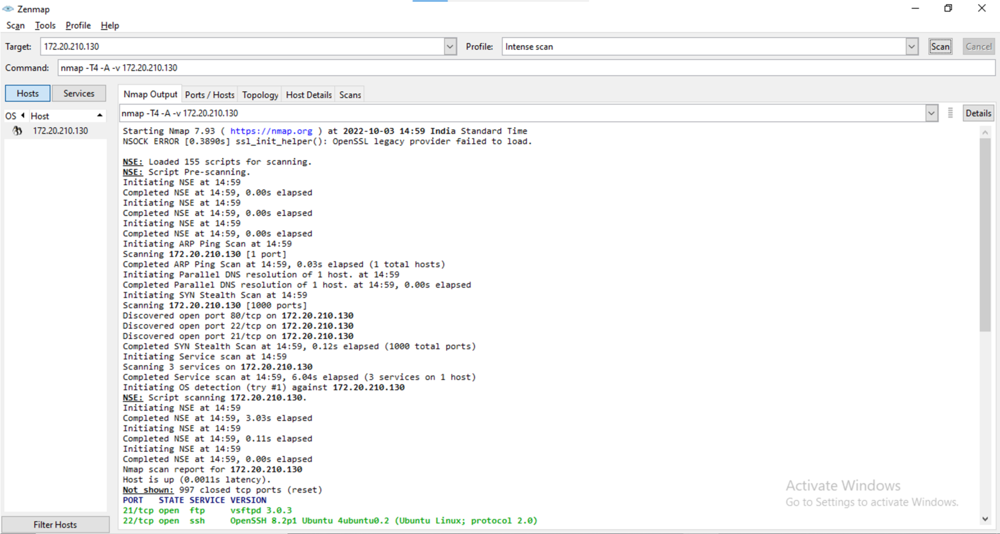 Zenmap
Scan Tools Profile Help
Target: 172.20.210.130 Profile: Intense scan Scan Cancel
Command: nmap -T4 -A -v 172.20.210.130
Hosts Services
Nmap Output Ports / Hosts Topology Host Details Scans
OS Host
172.20.210.130
nmap -T4 -A -v 172.20.210.130 Details
Starting Nmap 7.93 ( https://nmap.org ) at 2022-10-03 14:59 India Standard Time
NSOCK ERROR [0.3890s] ssl_init_helper(): OpenSSL legacy provider failed to load.
NSE: Loaded 155 scripts for scanning.
NSE: Script Pre-scanning.
Initiating NSE at 14:59
Completed NSE at 14:59, 0.00s elapsed
Initiating NSE at 14:59
Completed NSE at 14:59, 0.00s elapsed
Initiating NSE at 14:59
Completed NSE at 14:59, 0.00s elapsed
Initiating ARP Ping Scan at 14:59
Scanning 172.20.210.130 [1 port]
Completed ARP Ping Scan at 14:59, 0.03s elapsed (1 total hosts)
Initiating Parallel DNS resolution of 1 host. at 14:59
Completed Parallel DNS resolution of 1 host. at 14:59, 0.00s elapsed
Initiating SYN Stealth Scan at 14:59
Scanning 172.20.210.130 [1000 ports]
Discovered open port 80/tcp on 172.20.210.130
Discovered open port 22/tcp on 172.20.210.130
Discovered open port 21/tcp on 172.20.210.130
Completed SYN Stealth Scan at 14:59, 0.12s elapsed (1000 total ports)
Initiating Service scan at 14:59
Scanning 3 services on 172.20.210.130
Completed Service scan at 14:59, 6.04s elapsed (3 services on 1 host)
Initiating OS detection (try #1) against 172.20.210.130
NSE: Script scanning 172.20.210.130.
Initiating NSE at 14:59
Completed NSE at 14:59, 3.03s elapsed
Initiating NSE at 14:59
Completed NSE at 14:59, 0.11s elapsed
Initiating NSE at 14:59
Completed NSE at 14:59, 0.00s elapsed
Nmap scan report for 172.20.210.130
Host is up (0.0011s latency).
Not shown: 997 closed tcp ports (reset)
PORT STATE SERVICE VERSION
21/tcp open ftp vsftpd 3.0.3
22/tcp open ssh OpenSSH 8.2p1 Ubuntu 4ubuntu0.2 (Ubuntu Linux; protocol 2.0)
Filter Hosts
Activate Windows
Go to Settings to activate Windows.